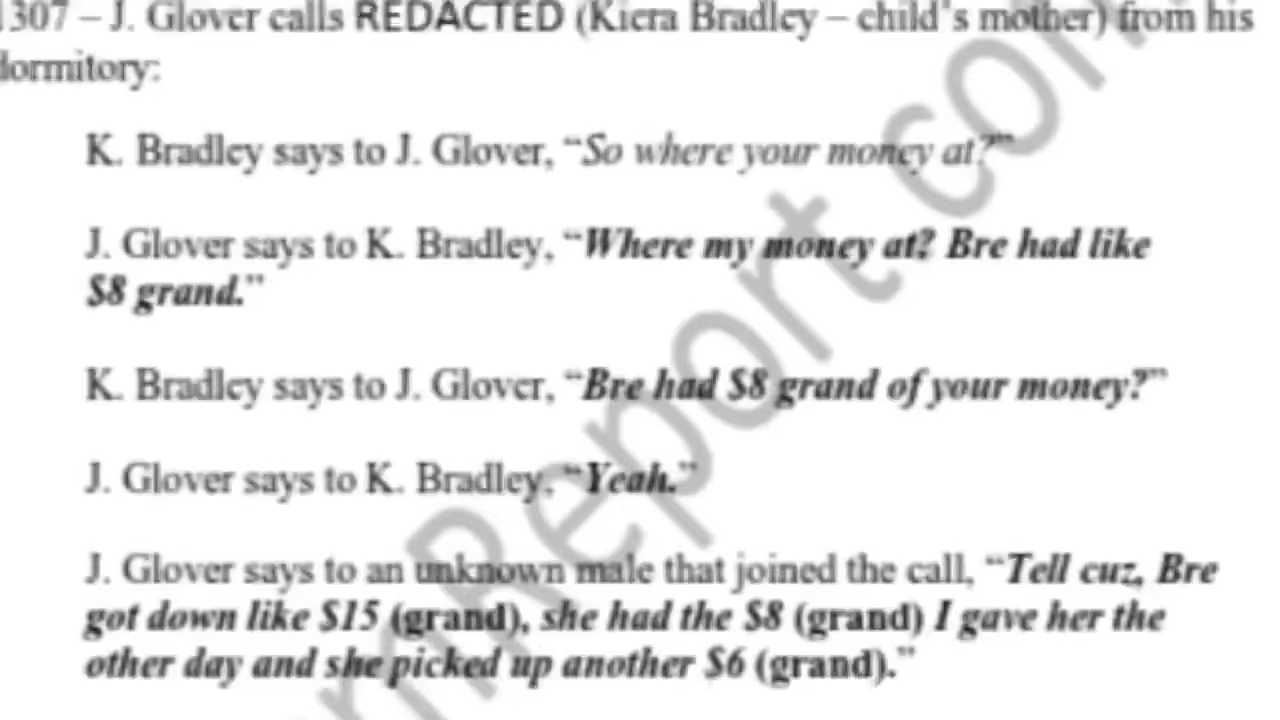 1307 – J. Glover calls REDACTED (Kiera Bradley – child's mother) from his
dormitory:
K. Bradley says to J. Glover, “So where your money at?”
J. Glover says to K. Bradley, “Where my money at? Bre had like
$8 grand.”
K. Bradley says to J. Glover, “Bre had $8 grand of your money?”
J. Glover says to K. Bradley, “Yeah.”
J. Glover says to an unknown male that joined the call, “Tell cuz, Bre
got down like $15 (grand), she had the $8 (grand) I gave her the
other day and she picked up another $6 (grand).”
mReport.com